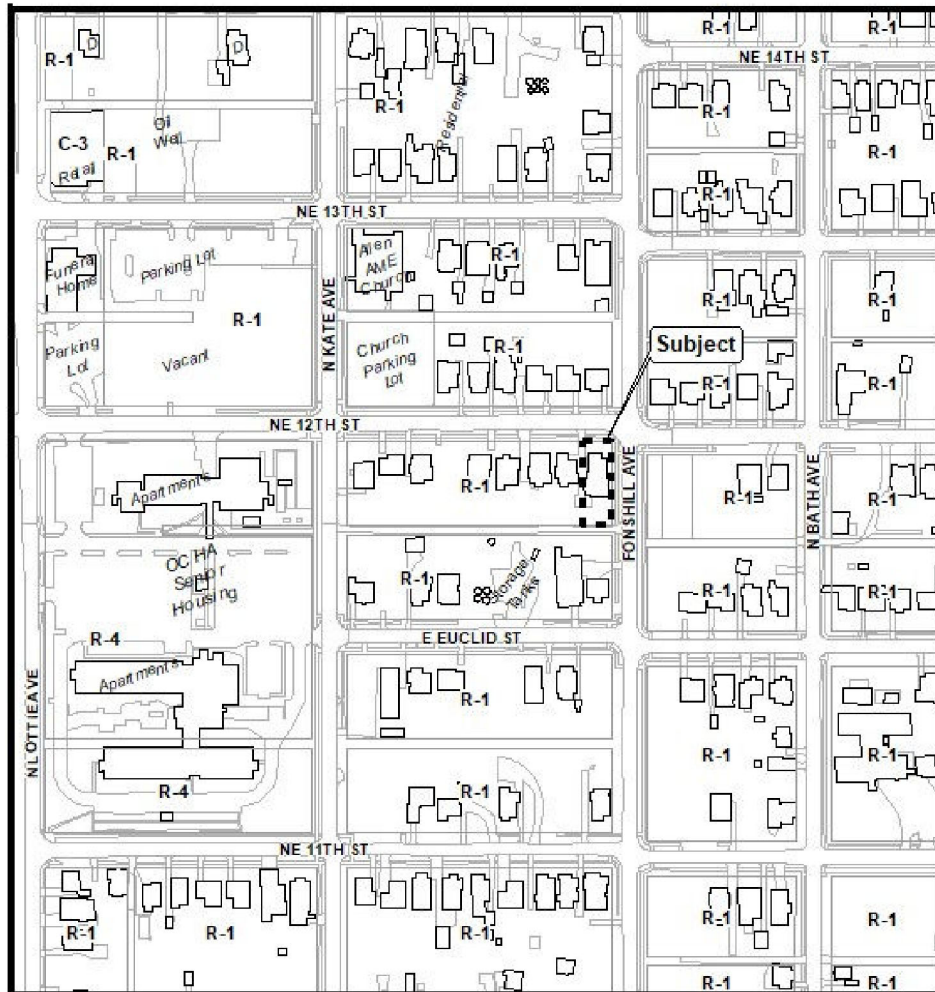 R-1
R-1
D
D
R-1
NE 14TH ST
R-1
R-1
Residential
Oil
Well
C-3
R-1
Retail
R-1
R-1
NE 13TH ST
Funeral
Home
Parking Lot
Allen
AME
Church
R-1
R-1
R-1
N KATE AVE
R-1
Parking
Lot
Vacant
Church
Parking
Lot
R-1
Subject
R-1
R-1
NE 12TH ST
FONSHILL AVE
N BATH AVE
Apartments
R-1
R-1
R-1
OCHA
Senior
Housing
R-1
Storage
Tanks
R-1
R-1
E EUCLID ST
R-4
Apartments
N LOTTIE AVE
R-1
R-1
R-1
R-4
R-1
NE 11TH ST
R-1
R-1
R-1
R-1
R-1
R-1
R-1